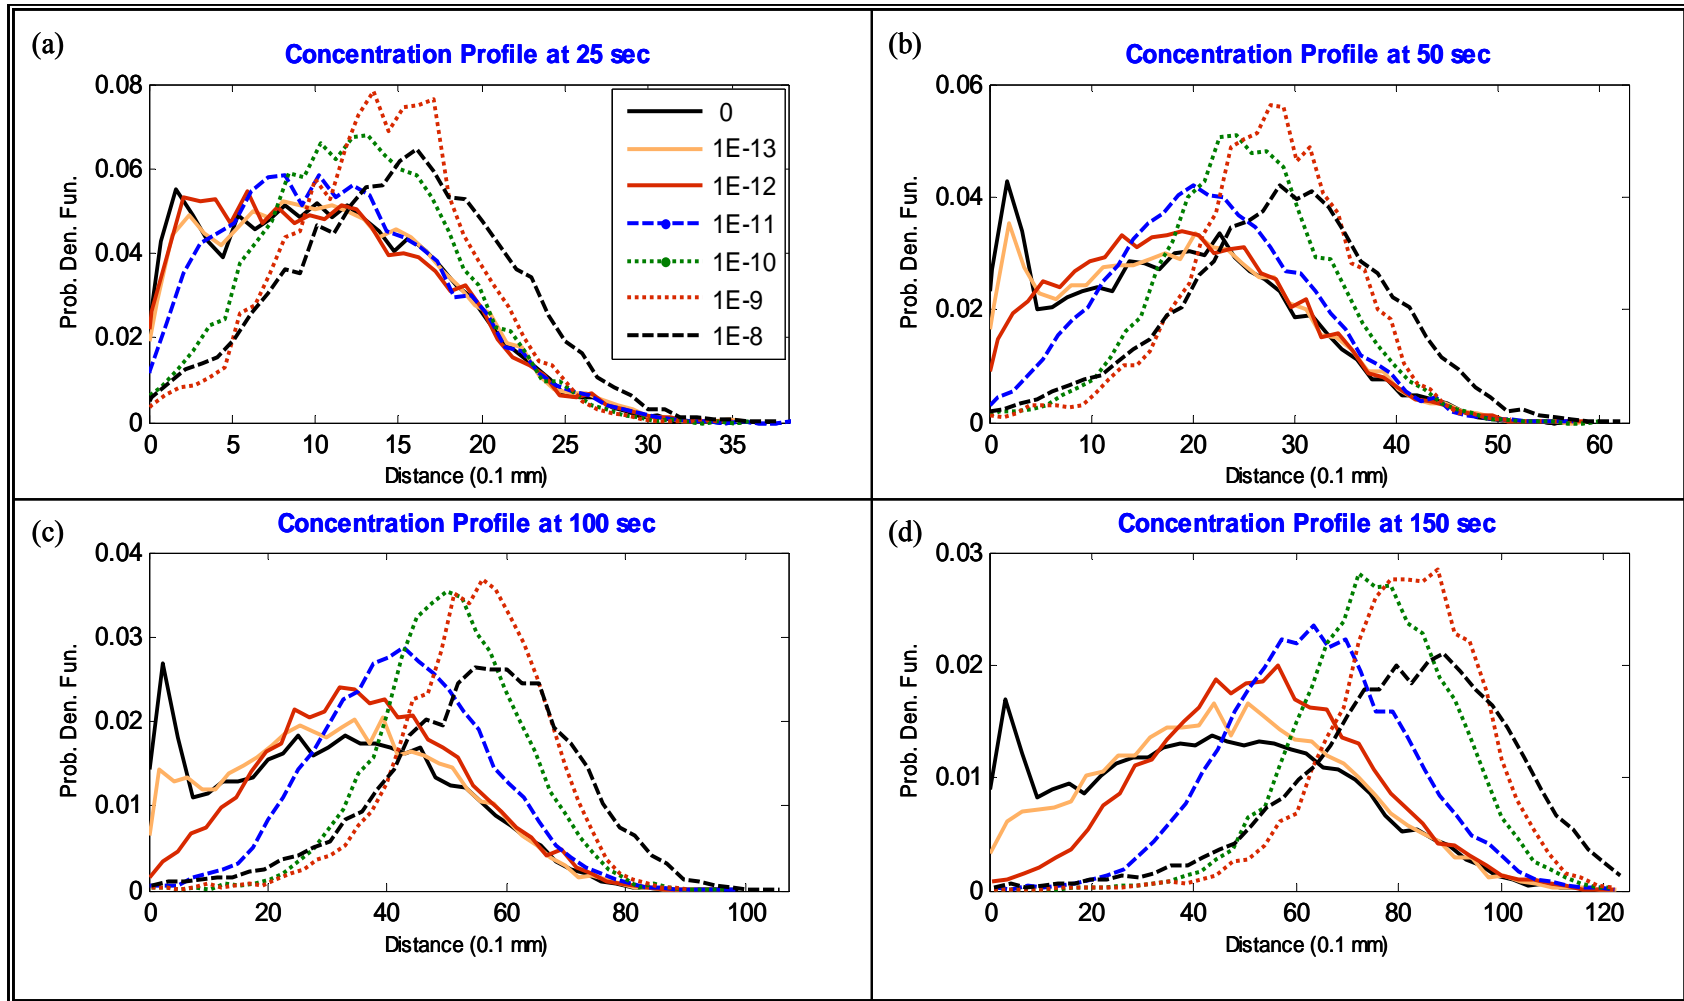 (a)
Concentration Profile at 25 sec
Prob. Den. Fun.
0.08
0.06
0.04
0.02
0
0 5 10 15 20 25 30 35
Distance (0.1 mm)
0
1E-13
1E-12
1E-11
1E-10
1E-9
1E-8
(b)
Concentration Profile at 50 sec
Prob. Den. Fun.
0.06
0.04
0.02
0
0 10 20 30 40 50 60
Distance (0.1 mm)
(c)
Concentration Profile at 100 sec
Prob. Den. Fun.
0.04
0.03
0.02
0.01
0
0 20 40 60 80 100
Distance (0.1 mm)
(d)
Concentration Profile at 150 sec
Prob. Den. Fun.
0.03
0.02
0.01
0
0 20 40 60 80 100 120
Distance (0.1 mm)